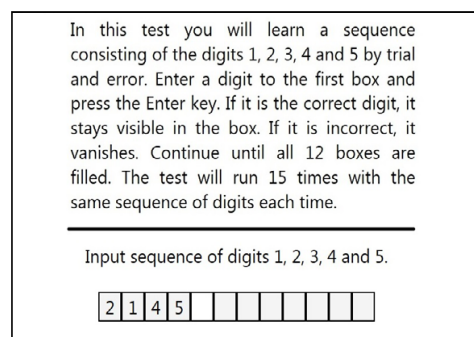 In this test you will learn a sequence
consisting of the digits 1, 2, 3, 4 and 5 by trial
and error. Enter a digit to the first box and
press the Enter key. If it is the correct digit, it
stays visible in the box. If it is incorrect, it
vanishes. Continue until all 12 boxes are
filled. The test will run 15 times with the
same sequence of digits each time.
Input sequence of digits 1, 2, 3, 4 and 5.
2 1 4 5